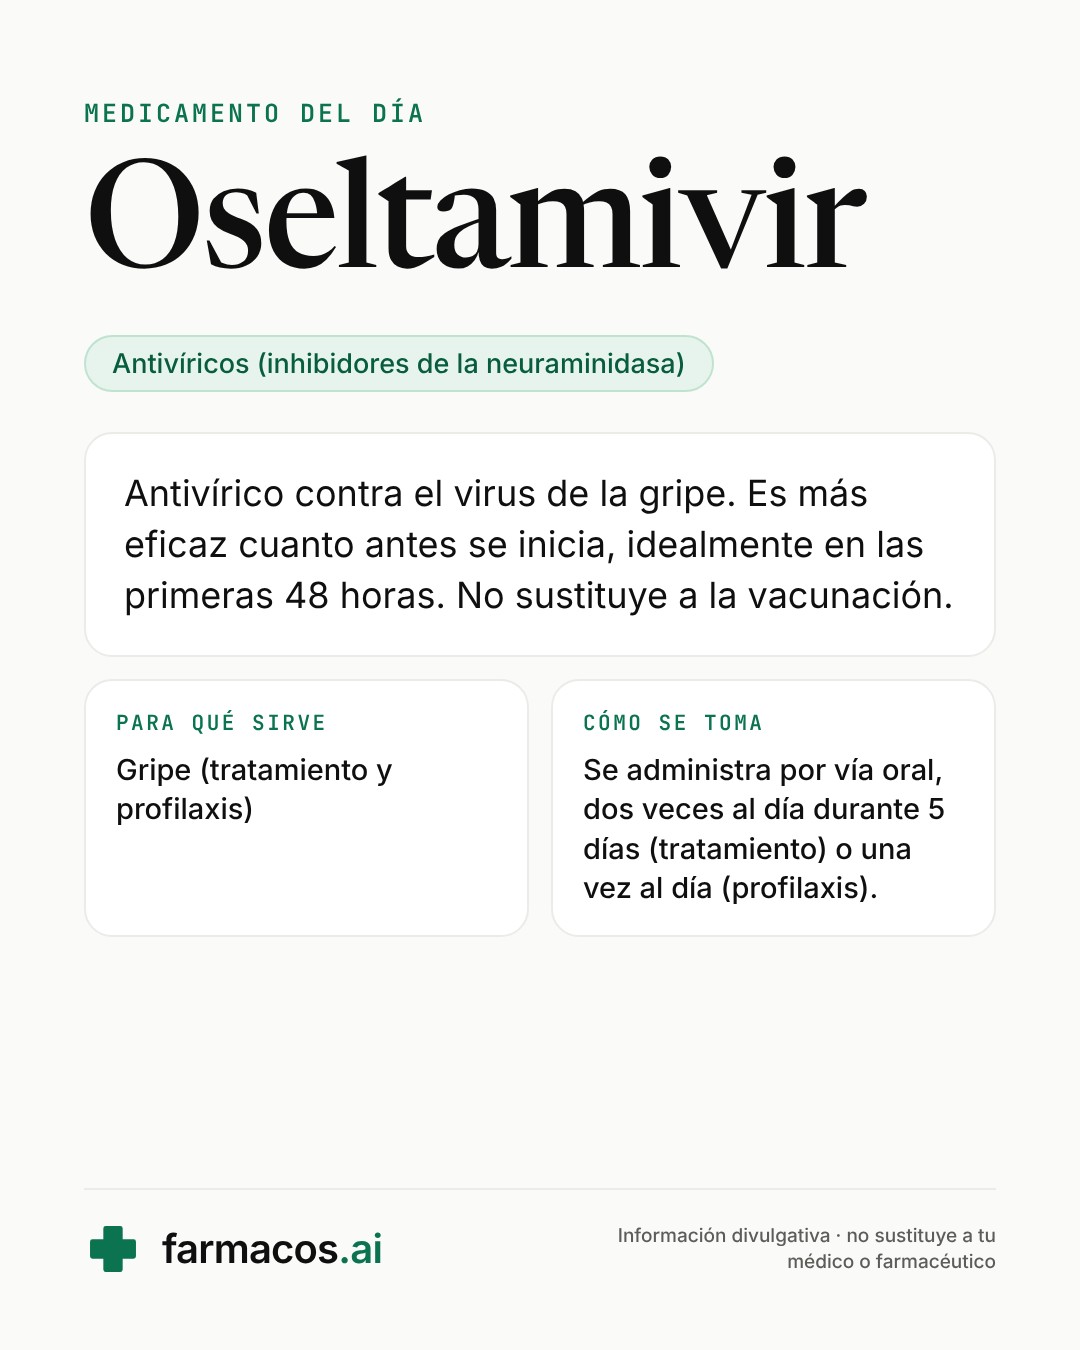 MEDICAMENTO DEL DÍA
Oseltamivir
Antivíricos (inhibidores de la neuraminidasa)
Antivírico contra el virus de la gripe. Es más
eficaz cuanto antes se inicia, idealmente en las
primeras 48 horas. No sustituye a la vacunación.
PARA QUÉ SIRVE
Gripe (tratamiento y
profilaxis)
CÓMO SE TOMA
Se administra por vía oral,
dos veces al día durante 5
días (tratamiento) o una
vez al día (profilaxis).
farmacos.ai
Información divulgativa · no sustituye a tu
médico o farmacéutico